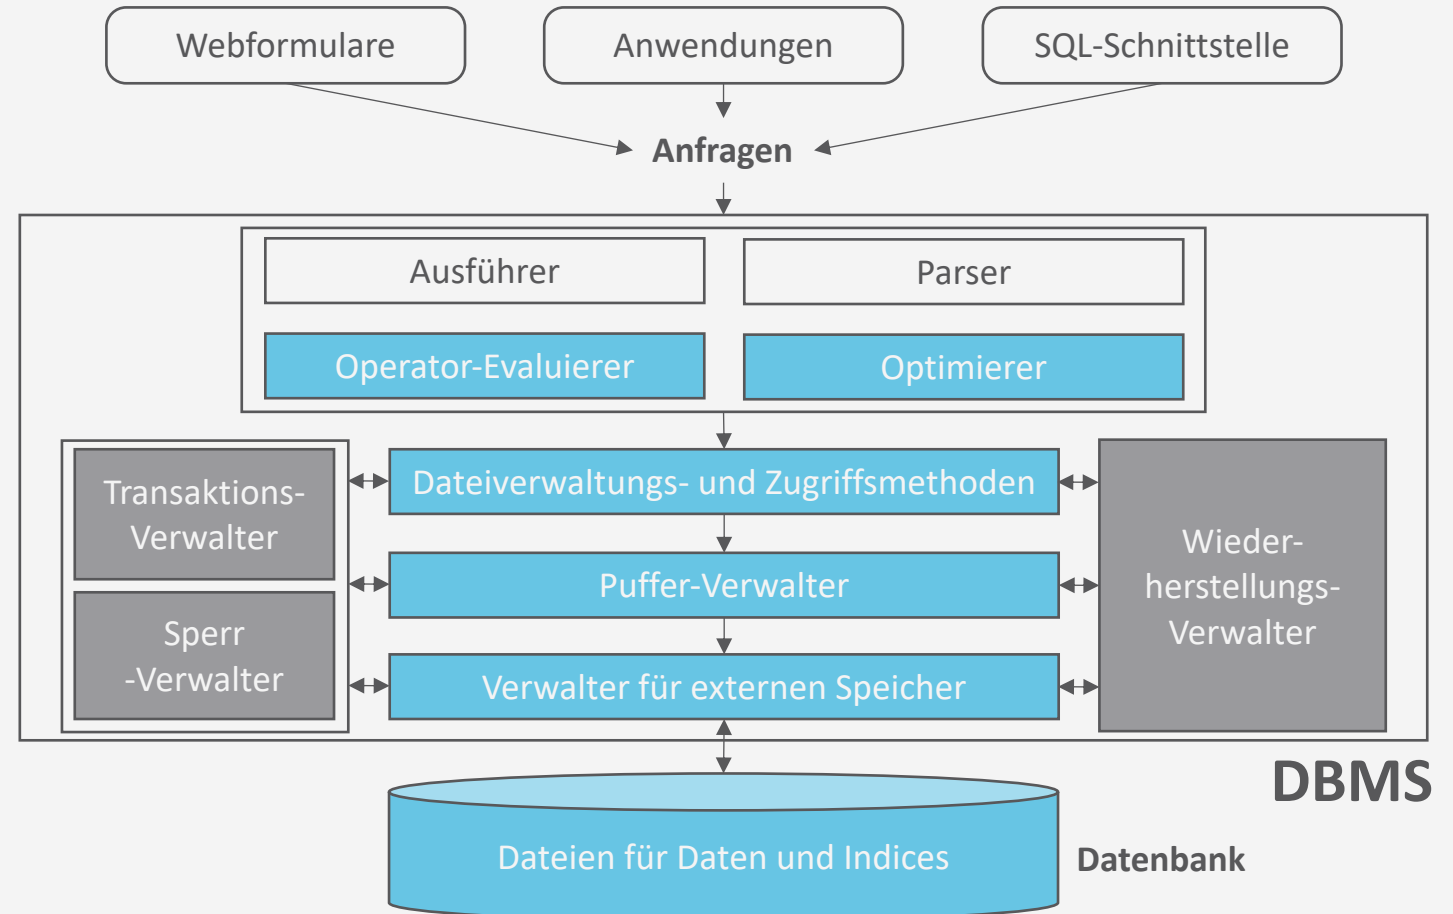 Webformulare
Anwendungen
SQL-Schnittstelle
Anfragen
Ausführer
Parser
Operator-Evaluierer
Optimierer
Transaktions-
Verwalter
Sperr
-Verwalter
Dateiverwaltungs- und Zugriffsmethoden
Puffer-Verwalter
Verwalter für externen Speicher
Wieder-
herstellungs-
Verwalter
DBMS
Dateien für Daten und Indices
Datenbank